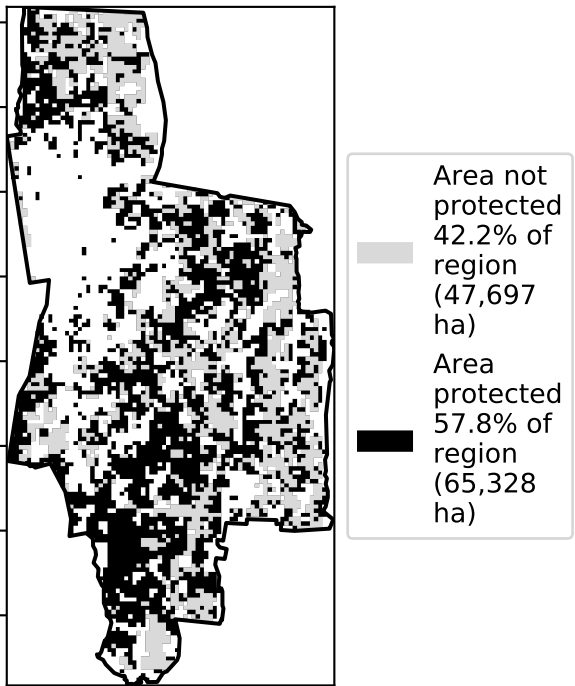 Area not
protected
42.2% of
region
(47,697
ha)
Area
protected
57.8% of
region
(65,328
ha)